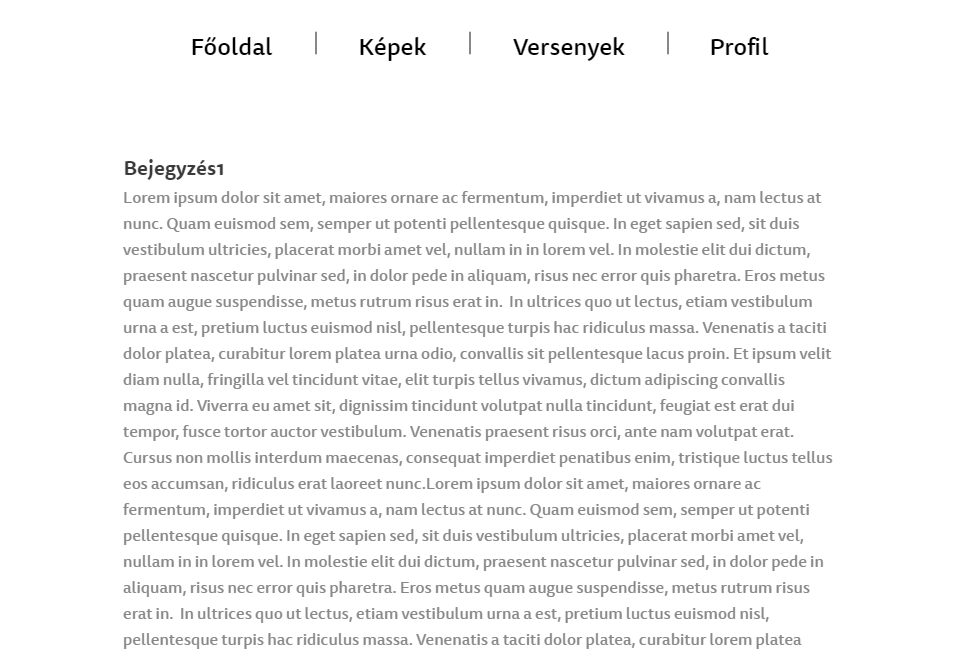 Főoldal | Képek | Versenyek | Profil
Bejegyzés1
Lorem ipsum dolor sit amet, maiores ornare ac fermentum, imperdiet ut vivamus a, nam lectus at
nunc. Quam euismod sem, semper ut potenti pellentesque quisque. In eget sapien sed, sit duis
vestibulum ultricies, placerat morbi amet vel, nullam in in lorem vel. In molestie elit dui dictum,
praesent nascetur pulvinar sed, in dolor pede in aliquam, risus nec error quis pharetra. Eros metus
quam augue suspendisse, metus rutrum risus erat in.  In ultrices quo ut lectus, etiam vestibulum
urna a est, pretium luctus euismod nisl, pellentesque turpis hac ridiculus massa. Venenatis a taciti
dolor platea, curabitur lorem platea urna odio, convallis sit pellentesque lacus proin. Et ipsum velit
diam nulla, fringilla vel tincidunt vitae, elit turpis tellus vivamus, dictum adipiscing convallis
magna id. Viverra eu amet sit, dignissim tincidunt volutpat nulla tincidunt, feugiat est erat dui
tempor, fusce tortor auctor vestibulum. Venenatis praesent risus orci, ante nam volutpat erat.
Cursus non mollis interdum maecenas, consequat imperdiet penatibus enim, tristique luctus tellus
eos accumsan, ridiculus erat laoreet nunc.Lorem ipsum dolor sit amet, maiores ornare ac
fermentum, imperdiet ut vivamus a, nam lectus at nunc. Quam euismod sem, semper ut potenti
pellentesque quisque. In eget sapien sed, sit duis vestibulum ultricies, placerat morbi amet vel,
nullam in in lorem vel. In molestie elit dui dictum, praesent nascetur pulvinar sed, in dolor pede in
aliquam, risus nec error quis pharetra. Eros metus quam augue suspendisse, metus rutrum risus
erat in.  In ultrices quo ut lectus, etiam vestibulum urna a est, pretium luctus euismod nisl,
pellentesque turpis hac ridiculus massa. Venenatis a taciti dolor platea, curabitur lorem platea